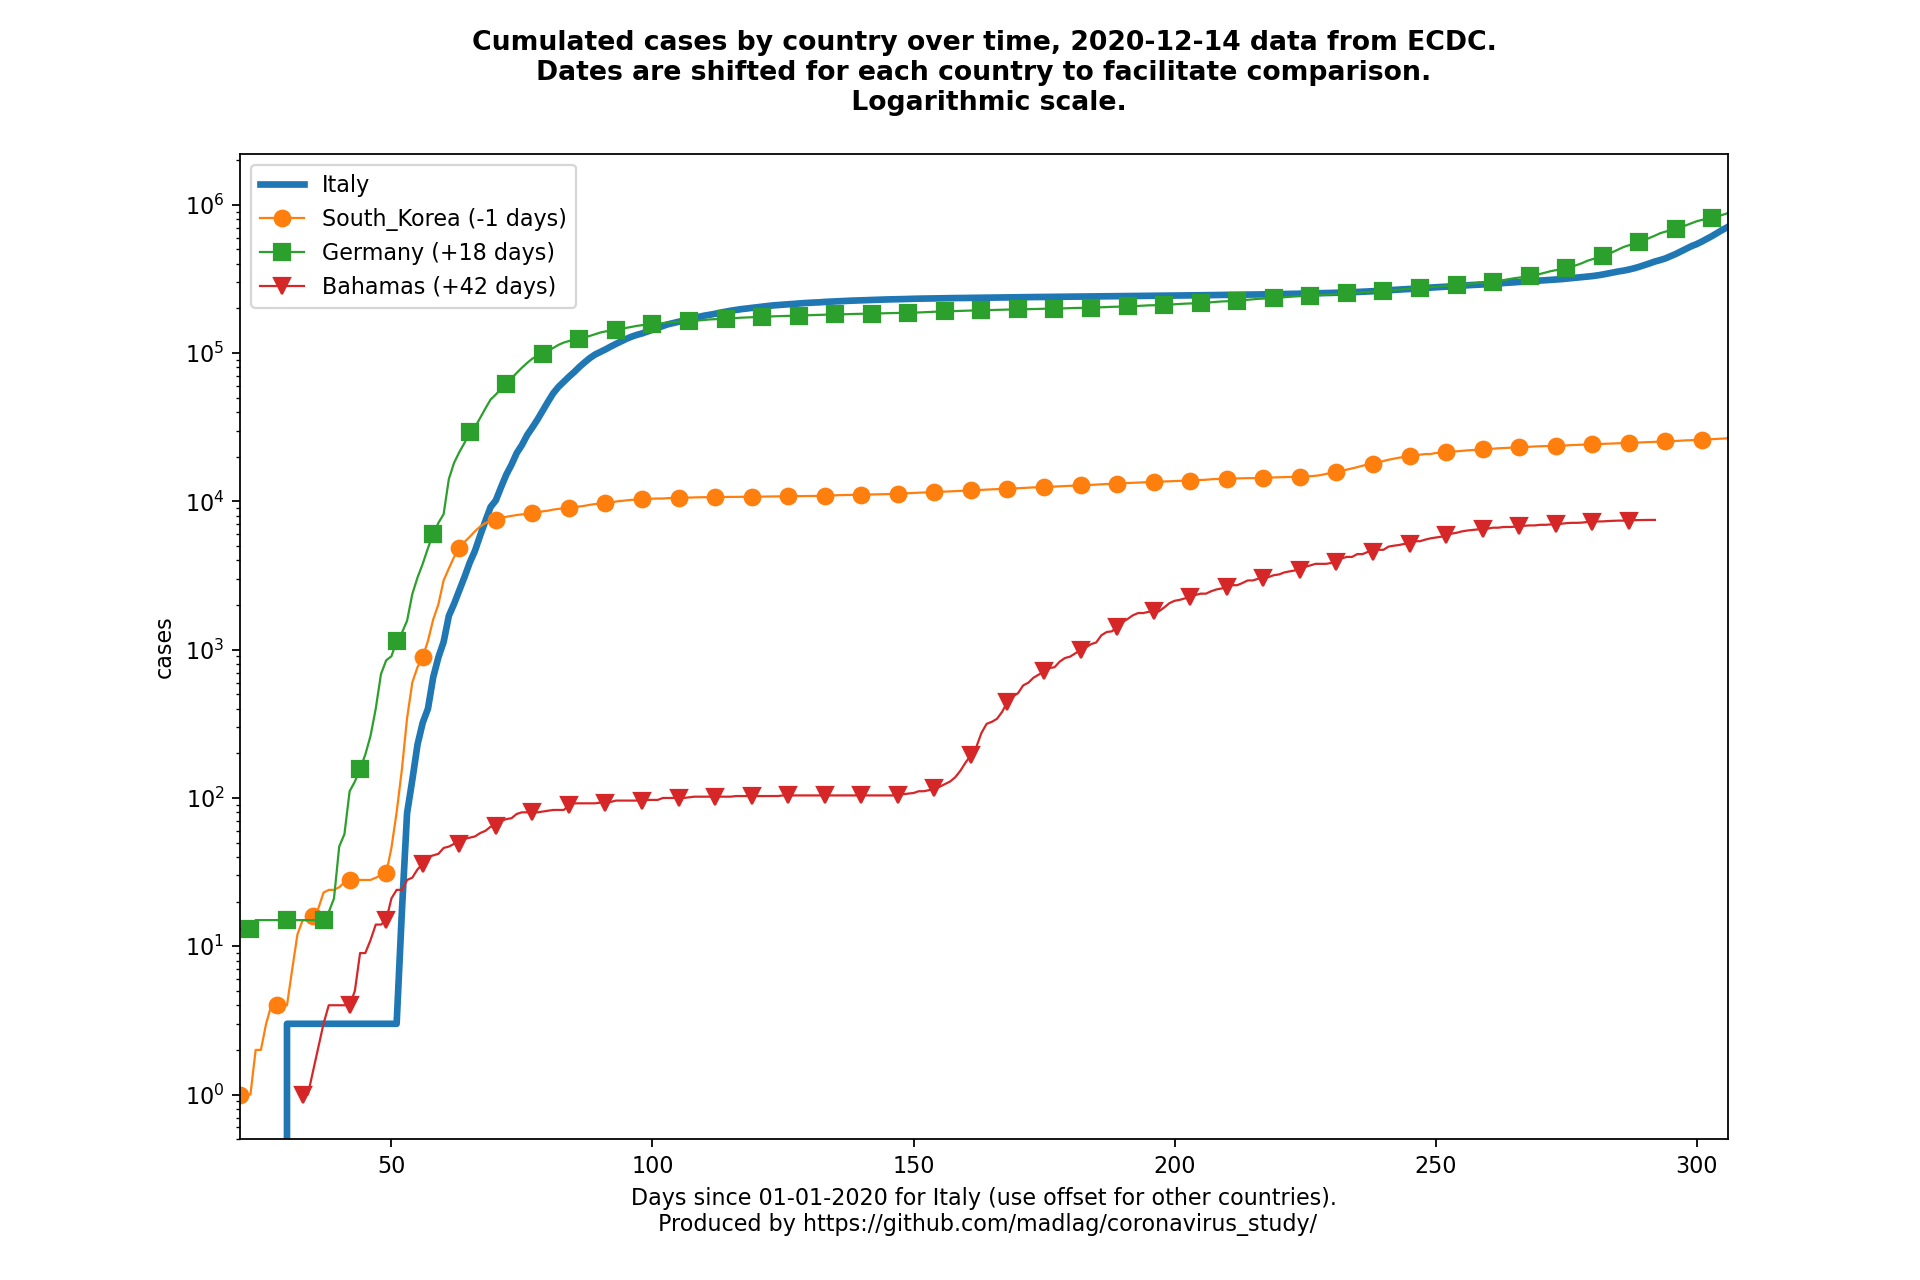 Cumulated cases by country over time, 2020-12-14 data from ECDC.
Dates are shifted for each country to facilitate comparison.
Logarithmic scale.
Italy
South_Korea (-1 days)
Germany (+18 days)
Bahamas (+42 days)
10^6
10^5
10^4
10^3
10^2
10^1
10^0
cases
50 100 150 200 250 300
Days since 01-01-2020 for Italy (use offset for other countries).
Produced by https://github.com/madlag/coronavirus_study/